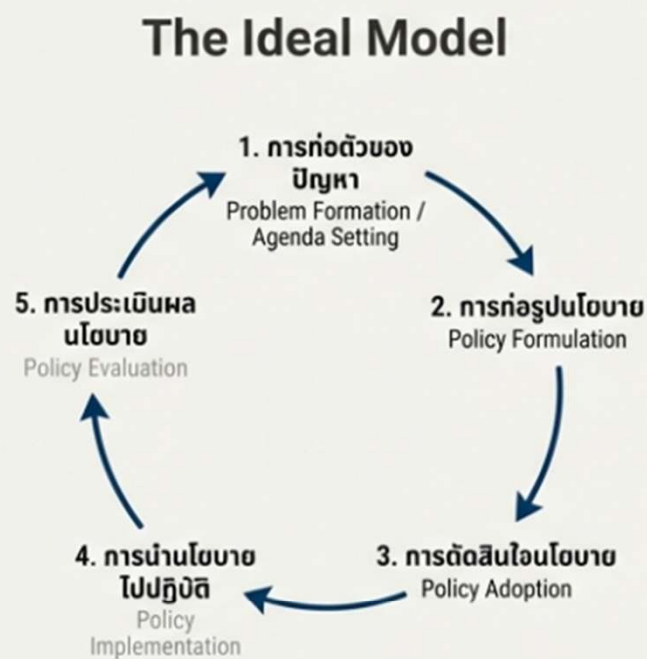 The Ideal Model
1. การก่อตัวของ
ปัญหา
Problem Formation /
Agenda Setting
2. การก่อรูปนโยบาย
Policy Formulation
3. การตัดสินใจนโยบาย
Policy Adoption
4. การนำนโยบาย
ไปปฏิบัติ
Policy
Implementation
5. การประเมินผล
นโยบาย
Policy Evaluation